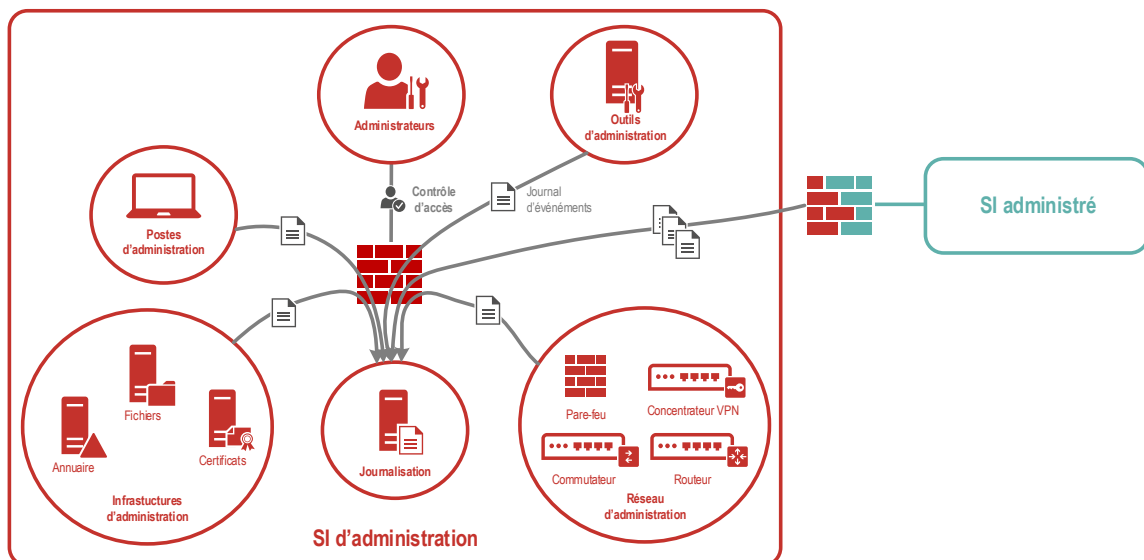 Administrateurs
Outils
d'administration
Contrôle
d'accès
Journal
d'événéments
Postes
d'administration
SI administré
Fichiers
Annuaire
Certificats
Infrastuctures
d'administration
Journalisation
Pare-feu
Concentrateur VPN
Commutateur
Routeur
Réseau
d'administration
SI d'administration